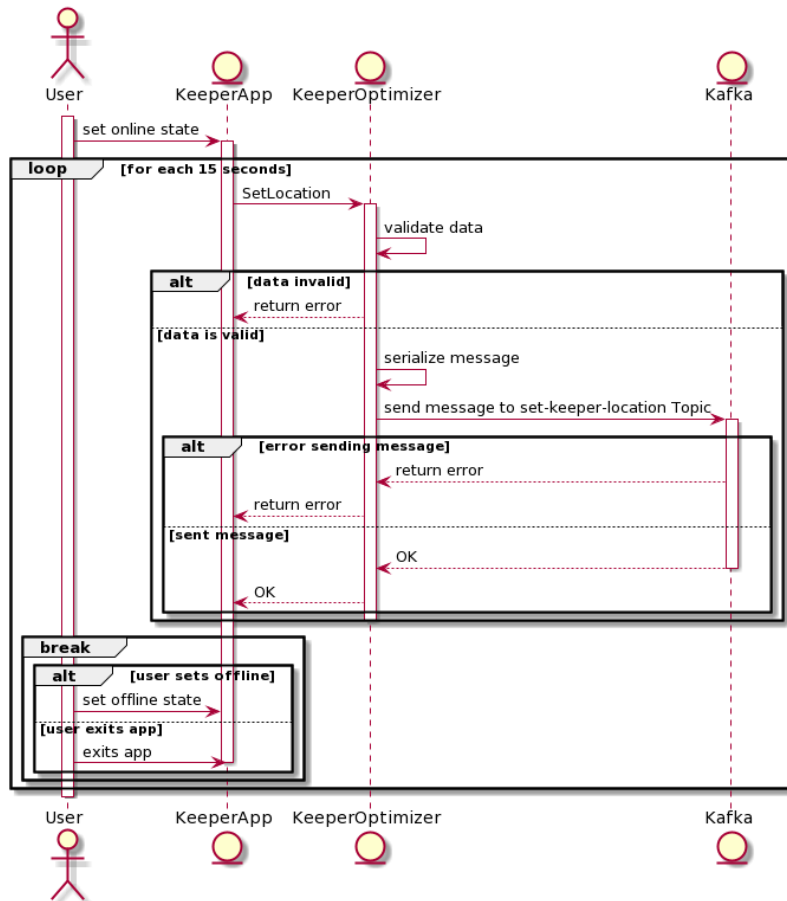 User KeeperApp KeeperOptimizer Kafka
set online state
loop [for each 15 seconds]
SetLocation
validate data
alt [data invalid]
return error
[data is valid]
serialize message
send message to set-keeper-location Topic
alt [error sending message]
return error
return error
[sent message]
OK
OK
break
alt [user sets offline]
set offline state
[user exits app]
exits app
User KeeperApp KeeperOptimizer Kafka